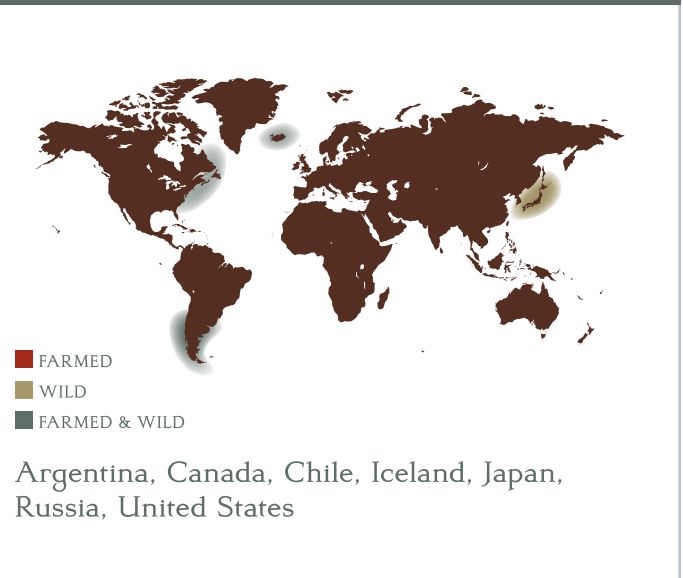 FARMED
WILD
FARMED & WILD
Argentina, Canada, Chile, Iceland, Japan,
Russia, United States